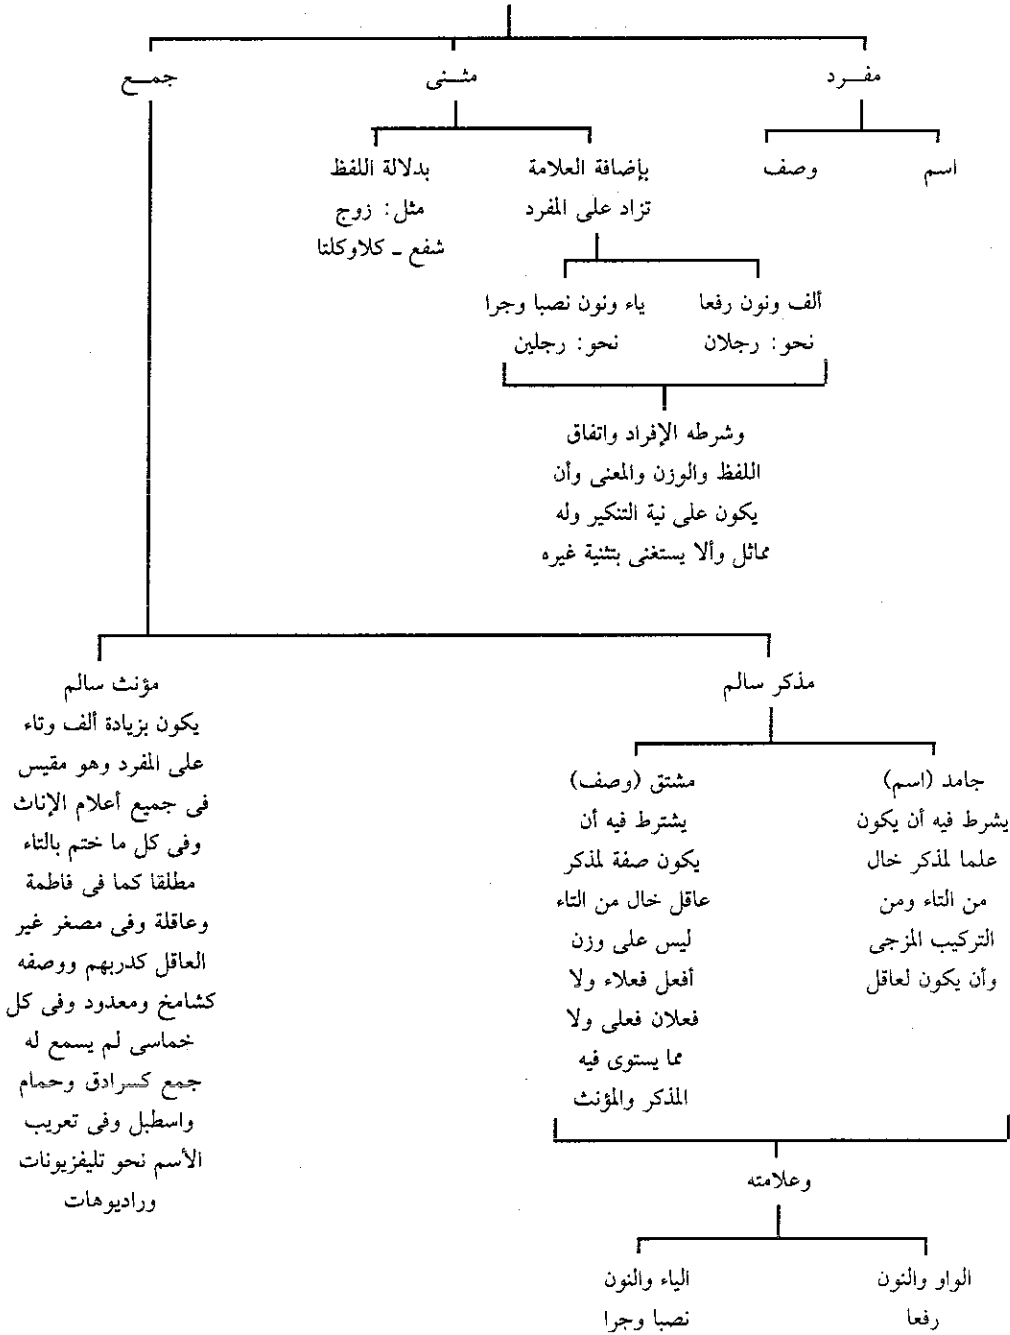 مفرد
مثنى
جمع
اسم
وصف
بإضافة العلامة
تزاد على المفرد
بدلالة اللفظ
مثل: زوج
شفع ـ كلاوكلتا
ألف ونون رفعا
نحو: رجلان
ياء ونون نصبا وجرا
نحو: رجلين
وشرطه الإفراد واتفاق
اللفظ والوزن والمعنى وأن
يكون على نية التنكير وله
مماثل وألا يستغنى بتثنية غيره
مذكر سالم
جامد (اسم)
يشرط فيه أن يكون
علما لمذكر خال
من التاء ومن
التركيب المزجى
وأن يكون لعاقل
مشتق (وصف)
يشترط فيه أن
يكون صفة لمذكر
عاقل خال من التاء
ليس على وزن
أفعل فعلاء ولا
فعلان فعلى ولا
مما يستوى فيه
المذكر والمؤنث
وعلامته
الواو والنون
رفعا
الياء والنون
نصبا وجرا
مؤنث سالم
يكون بزيادة ألف وتاء
على المفرد وهو مقيس
فى جميع أعلام الإناث
وفى كل ما ختم بالتاء
مطلقا كما فى فاطمة
وعاقلة وفى مصغر غير
العاقل كدربهم ووصفه
كشامخ ومعدود وفى كل
خماسى لم يسمع له
جمع كسرادق وحمام
واسطبل وفى تعريب
الأسم نحو تليفزيونات
وراديوهات